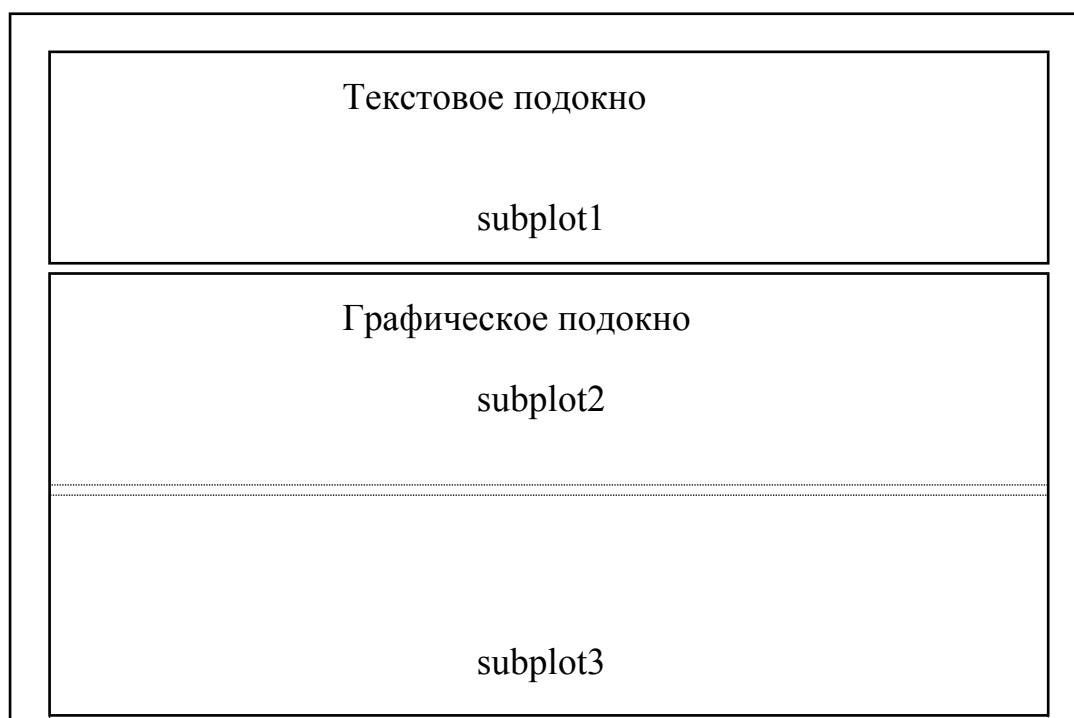 Текстовое подокно
subplot1
Графическое подокно
subplot2
subplot3